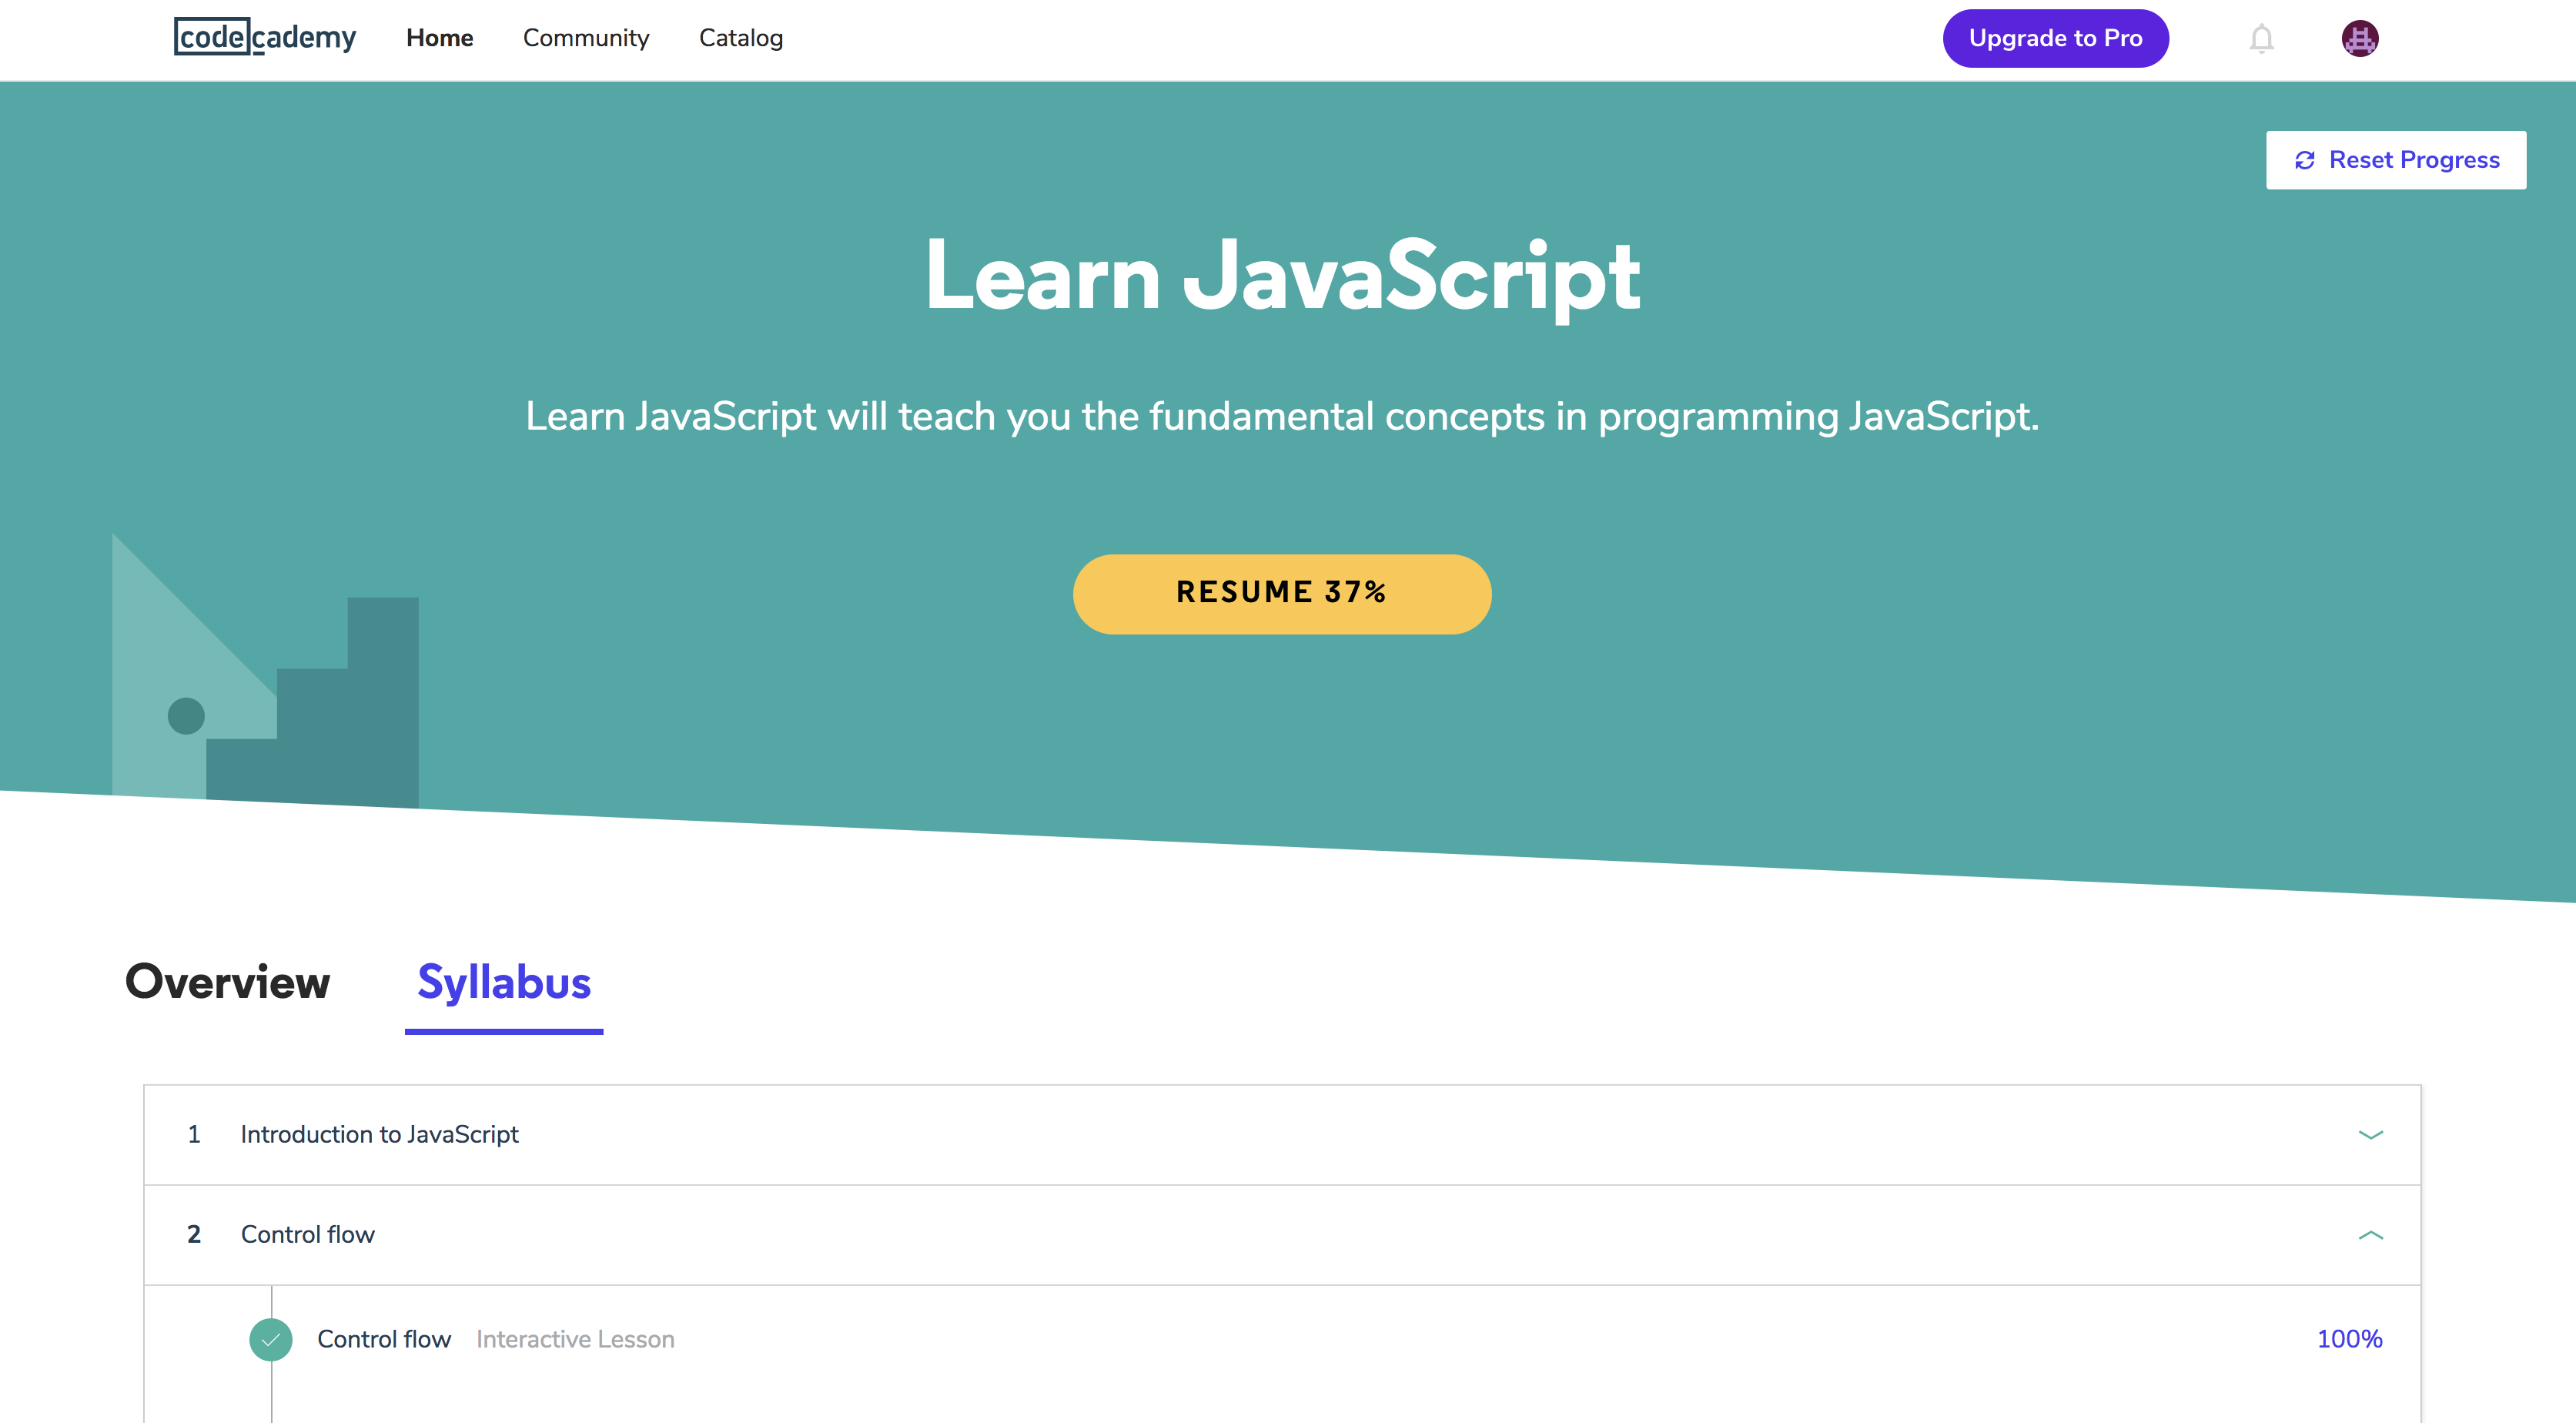 codecademy Home Community Catalog Upgrade to Pro
Reset Progress
Learn JavaScript
Learn JavaScript will teach you the fundamental concepts in programming JavaScript.
RESUME 37%
Overview Syllabus
1 Introduction to JavaScript
2 Control flow
Control flow Interactive Lesson 100%